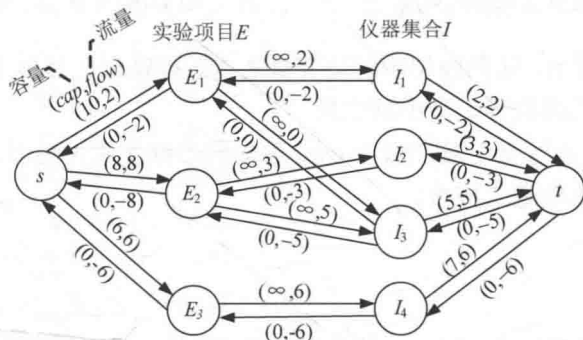 流量
容量
(cap,flow)
实验项目E
仪器集合I
(10,2)
(0,-2)
E₁
(∞,2)
(0,-2)
I₁
(2,2)
(0,-2)
(0,0)
(∞,0)
s
(8,8)
(0,-8)
E₂
(∞,3)
(0,-3)
I₂
(3,3)
(0,-3)
(∞,5)
(0,-5)
I₃
(5,5)
(0,-5)
t
(6,6)
(0,-6)
E₃
(∞,6)
(0,-6)
I₄
(7,6)
(0,-6)